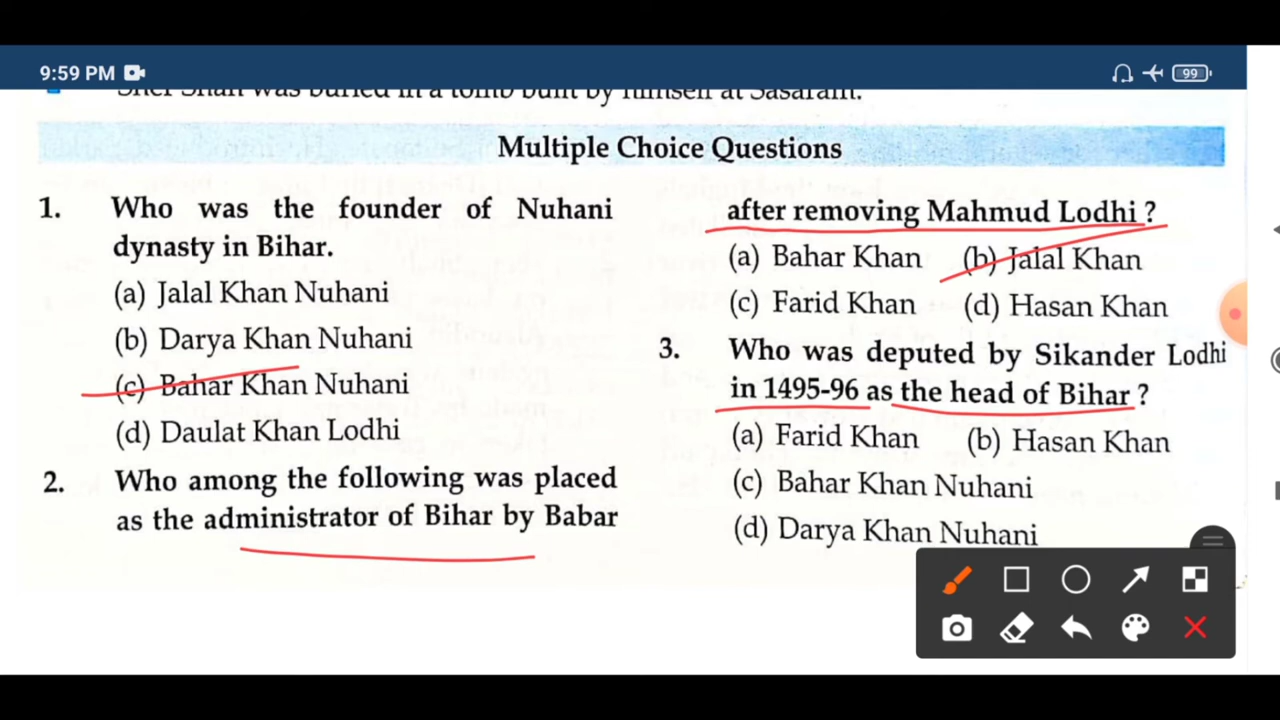 9:59 PM
99
Sher Shah was buried in a tomb built by himself at Sasaram.
Multiple Choice Questions
1. Who was the founder of Nuhani
dynasty in Bihar.
(a) Jalal Khan Nuhani
(b) Darya Khan Nuhani
(c) Bahar Khan Nuhani
(d) Daulat Khan Lodhi
2. Who among the following was placed
as the administrator of Bihar by Babar
after removing Mahmud Lodhi ?
(a) Bahar Khan (b) Jalal Khan
(c) Farid Khan (d) Hasan Khan
3. Who was deputed by Sikander Lodhi
in 1495-96 as the head of Bihar ?
(a) Farid Khan (b) Hasan Khan
(c) Bahar Khan Nuhani
(d) Darya Khan Nuhani